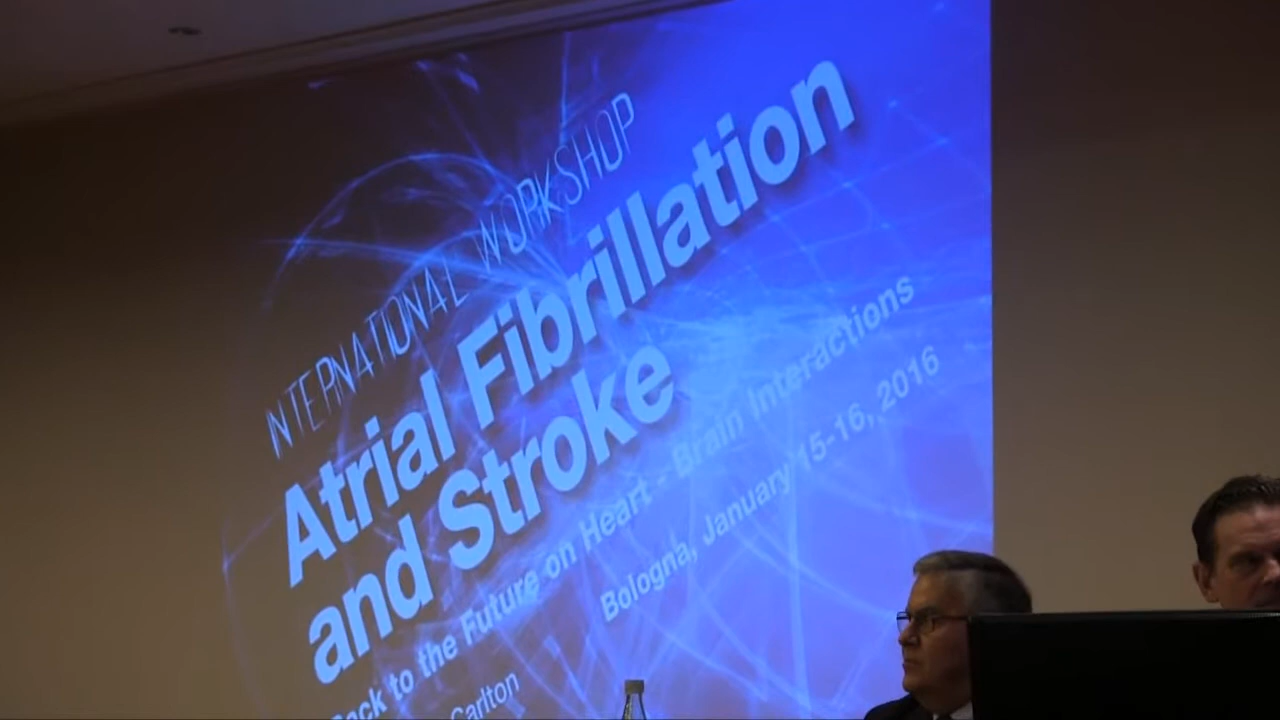 INTERNATIONAL WORKSHOP
Atrial Fibrillation
and Stroke
Back to the Future on Heart - Brain Interactions
Bologna, January 15-16, 2016
Carlton